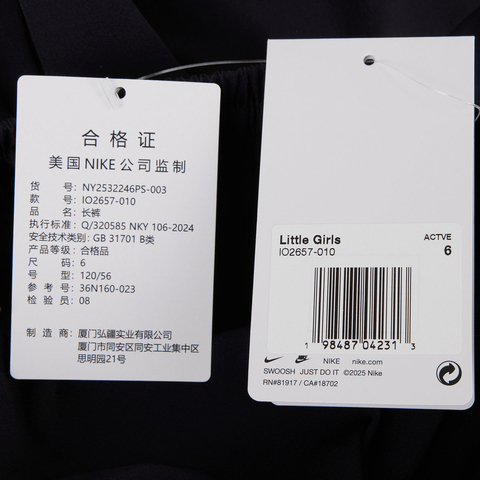 合格证
美国NIKE公司监制
货号: NY2532246PS-003
款号: IO2657-010
品名: 长裤
执行标准: Q/320585 NKY 106-2024
安全技术类别: GB 31701 B类
产品等级: 合格品
尺码: 6
号型: 120/56
参考号: 36N160-023
检验员: 08
制造商: 厦门弘疆实业有限公司
厦门市同安区同安工业集中区
思明园21号
Little Girls
IO2657-010
ACTVE
6
1 98487 04231 3
NIKE nike.com
SWOOSH JUST DO IT ©2025 Nike
RN#81917 / CA#18702